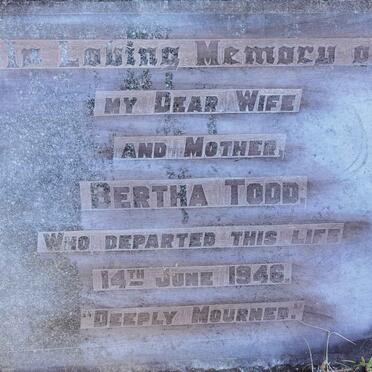 In Loving Memory o
MY DEAR WIFE
AND MOTHER,
BERTHA TODD
WHO DEPARTED THIS LIFE
14TH JUNE 1946.
"DEEPLY MOURNED."